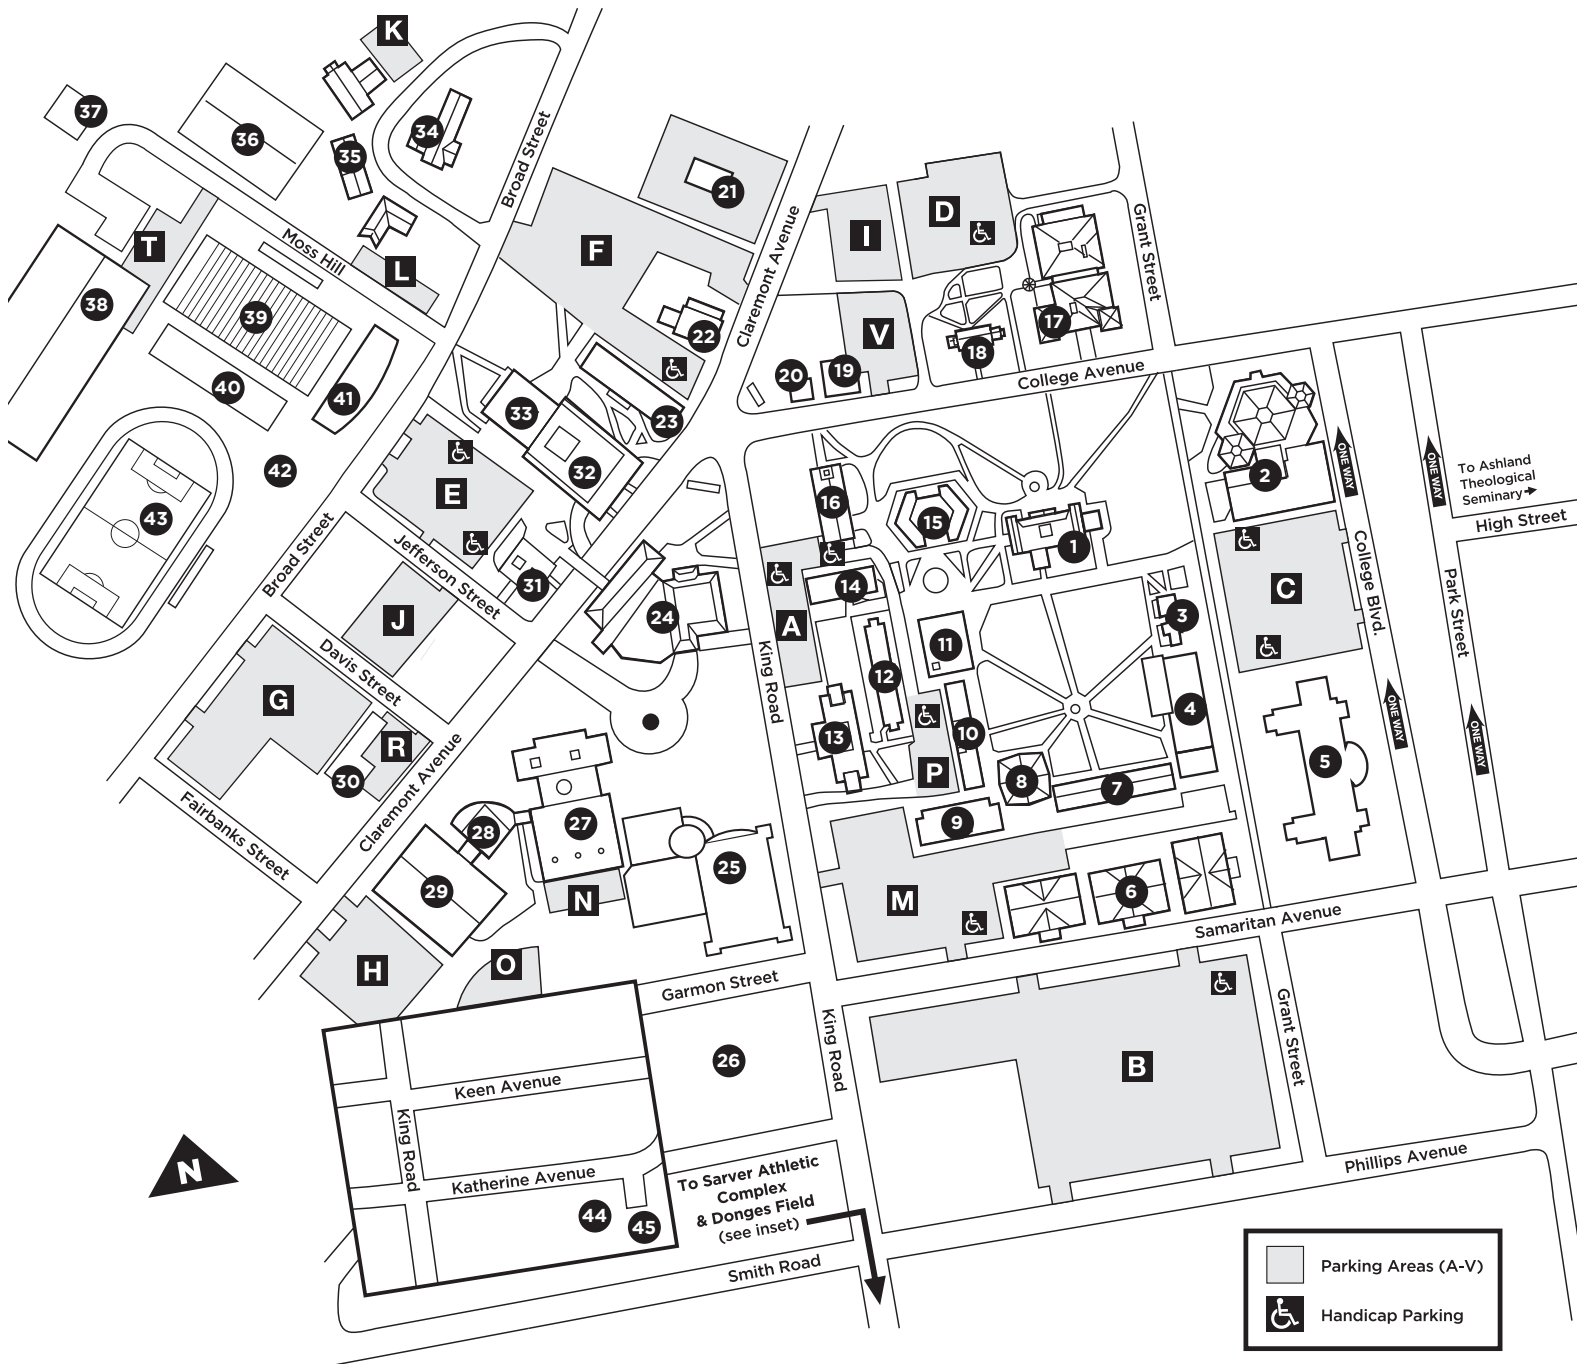 K
37
36
34
35
Broad Street
21
T
Moss Hill
L
F
Claremont Avenue
I
D
Grant Street
38
39
22
V
18
17
20
19
College Avenue
40
41
33
23
32
16
15
1
2
ONE WAY
ONE WAY
To Ashland
Theological
Seminary
High Street
42
E
43
Broad Street
Jefferson Street
31
14
24
A
J
Davis Street
King Road
11
12
3
C
College Blvd.
Park Street
G
R
30
Claremont Avenue
Fairbanks Street
13
10
P
8
7
4
5
ONE WAY
ONE WAY
9
28
27
25
29
N
M
6
Samaritan Avenue
H
O
Garmon Street
26
King Road
B
Grant Street
Keen Avenue
King Road
Katherine Avenue
44
45
N
To Sarver Athletic
Complex
& Donges Field
(see inset)
Smith Road
Phillips Avenue
Parking Areas (A-V)
Handicap Parking